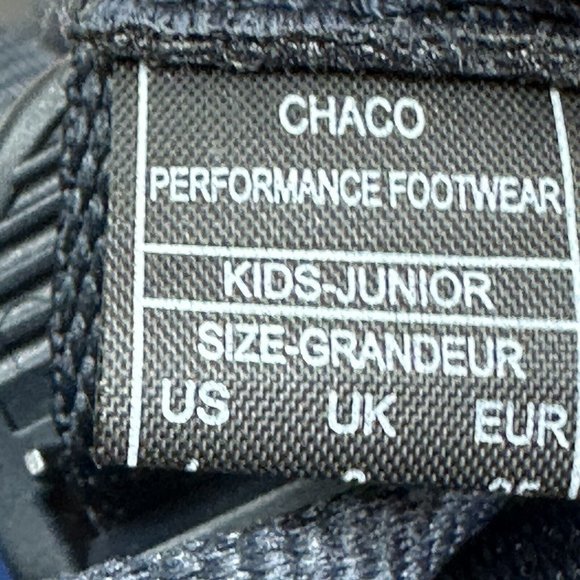 CHACO
PERFORMANCE FOOTWEAR
KIDS-JUNIOR
SIZE-GRANDEUR
US UK EUR